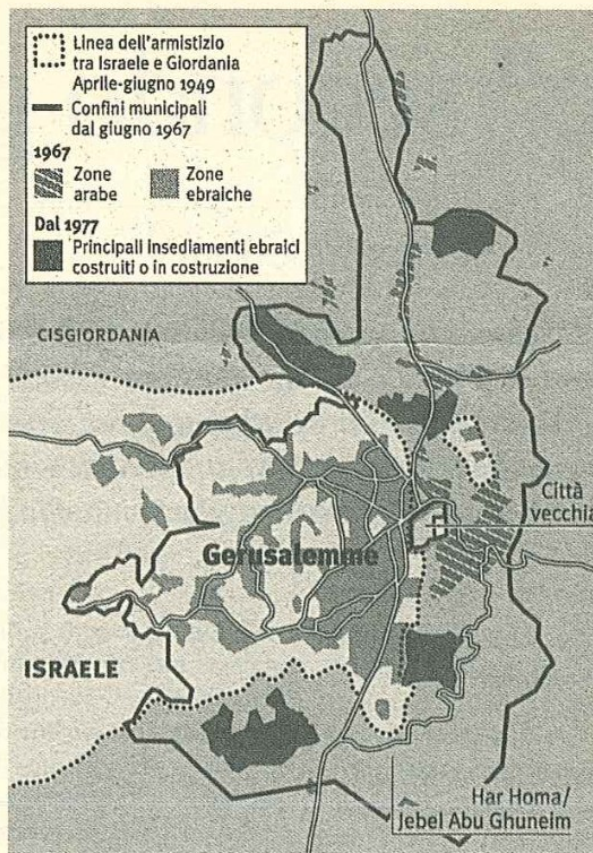 Linea dell'armistizio
tra Israele e Giordania
Aprile-giugno 1949
Confini municipali
dal giugno 1967
1967
Zone
arabe
Zone
ebraiche
Dal 1977
Principali insediamenti ebraici
costruiti o in costruzione
CISGIORDANIA
Città
vecchia
Gerusalemme
ISRAELE
Har Homa/
Jebel Abu Ghuneim